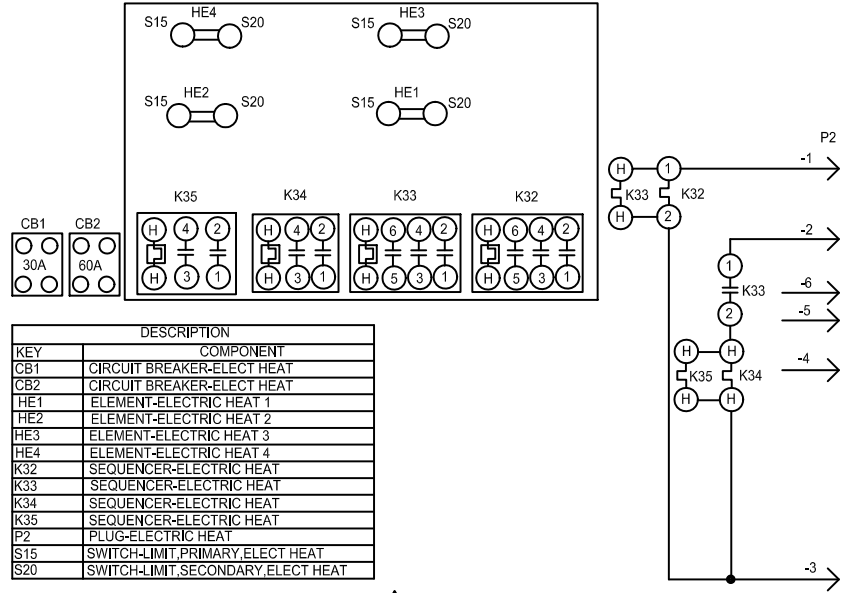 HE4
S15 S20
HE3
S15 S20
HE2
S15 S20
HE1
S15 S20
K35 K34 K33 K32
CB1 CB2
30A 60A
H 4 2
H 3 1
H 4 2
H 3 1
H 6 4 2
H 5 3 1
H 6 4 2
H 5 3 1
P2
H 1 -1
K33 K32
H 2
-2
1
K33
2
-6
-5
H H
K35 K34
H H
-4
-3
DESCRIPTION
KEY COMPONENT
CB1 CIRCUIT BREAKER-ELECT HEAT
CB2 CIRCUIT BREAKER-ELECT HEAT
HE1 ELEMENT-ELECTRIC HEAT 1
HE2 ELEMENT-ELECTRIC HEAT 2
HE3 ELEMENT-ELECTRIC HEAT 3
HE4 ELEMENT-ELECTRIC HEAT 4
K32 SEQUENCER-ELECTRIC HEAT
K33 SEQUENCER-ELECTRIC HEAT
K34 SEQUENCER-ELECTRIC HEAT
K35 SEQUENCER-ELECTRIC HEAT
P2 PLUG-ELECTRIC HEAT
S15 SWITCH-LIMIT,PRIMARY,ELECT HEAT
S20 SWITCH-LIMIT,SECONDARY,ELECT HEAT